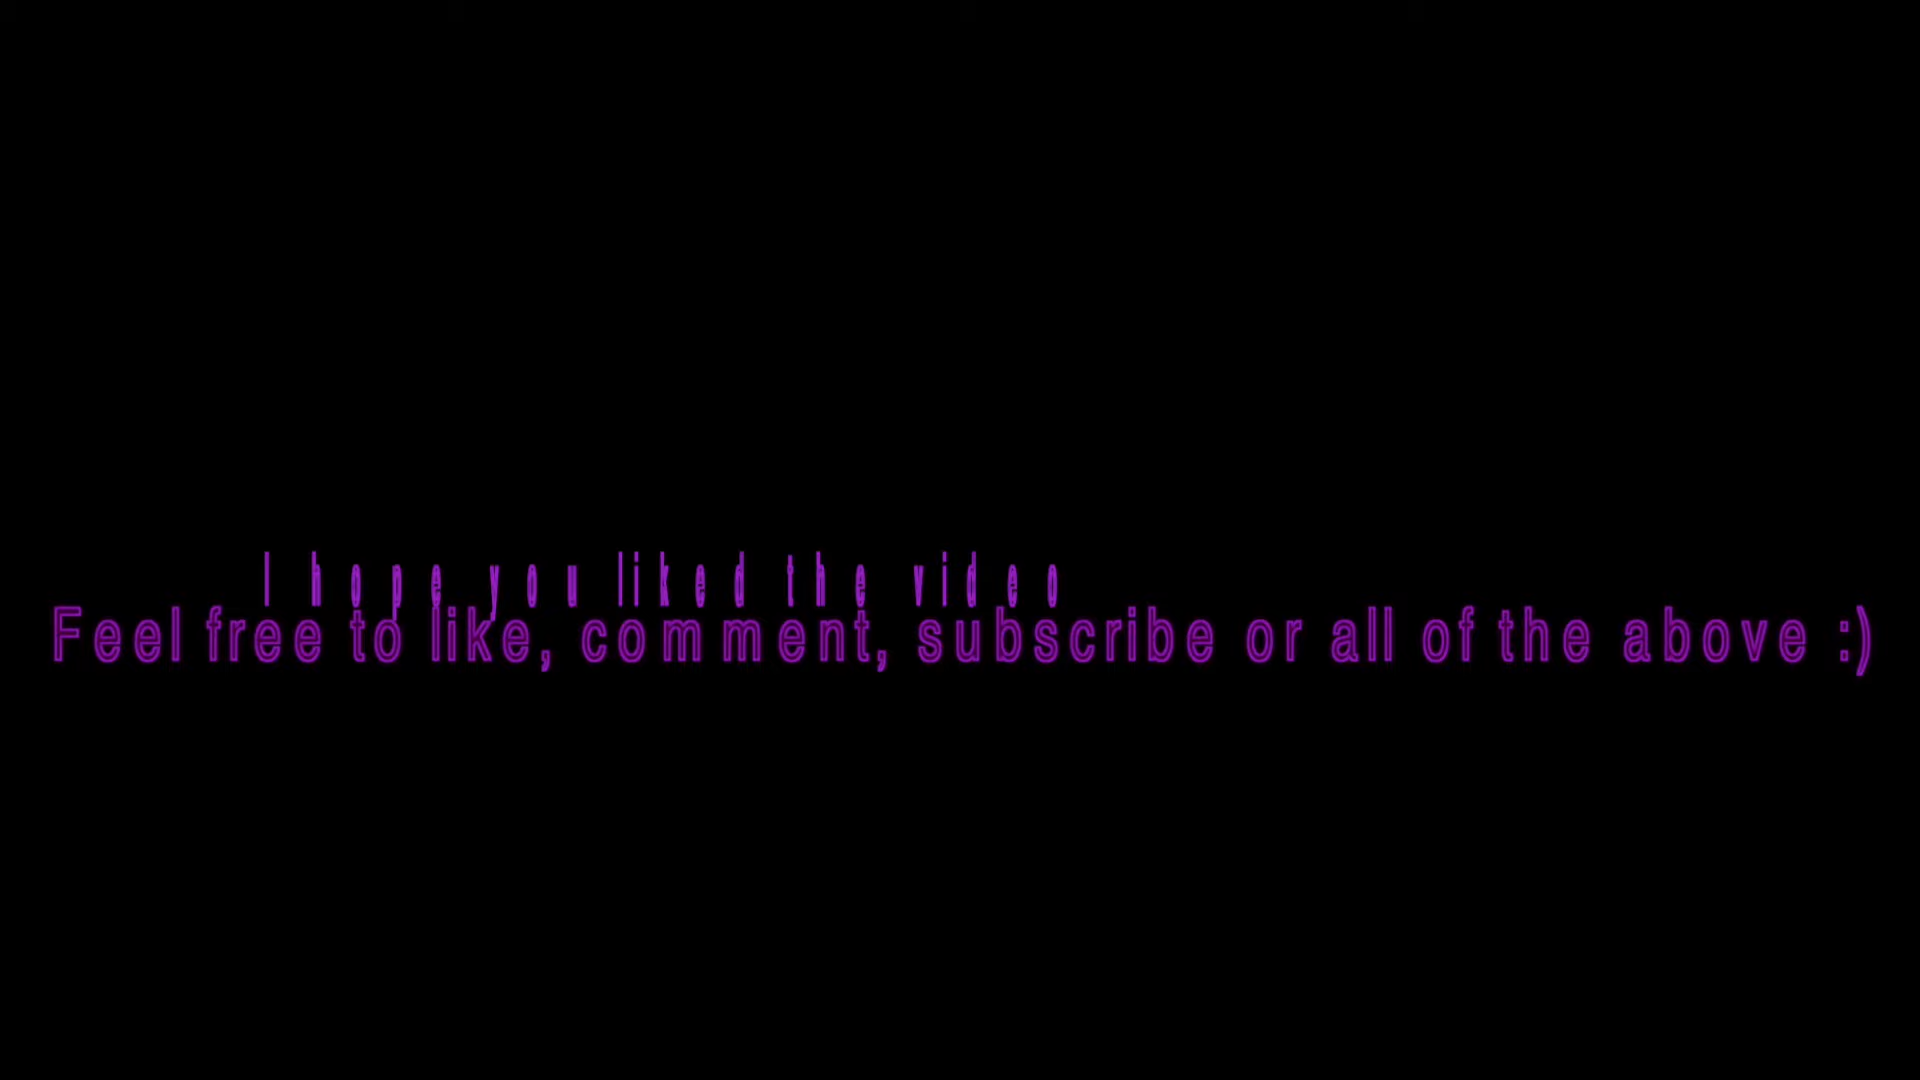 I hope you liked the video
Feel free to like, comment, subscribe or all of the above :)